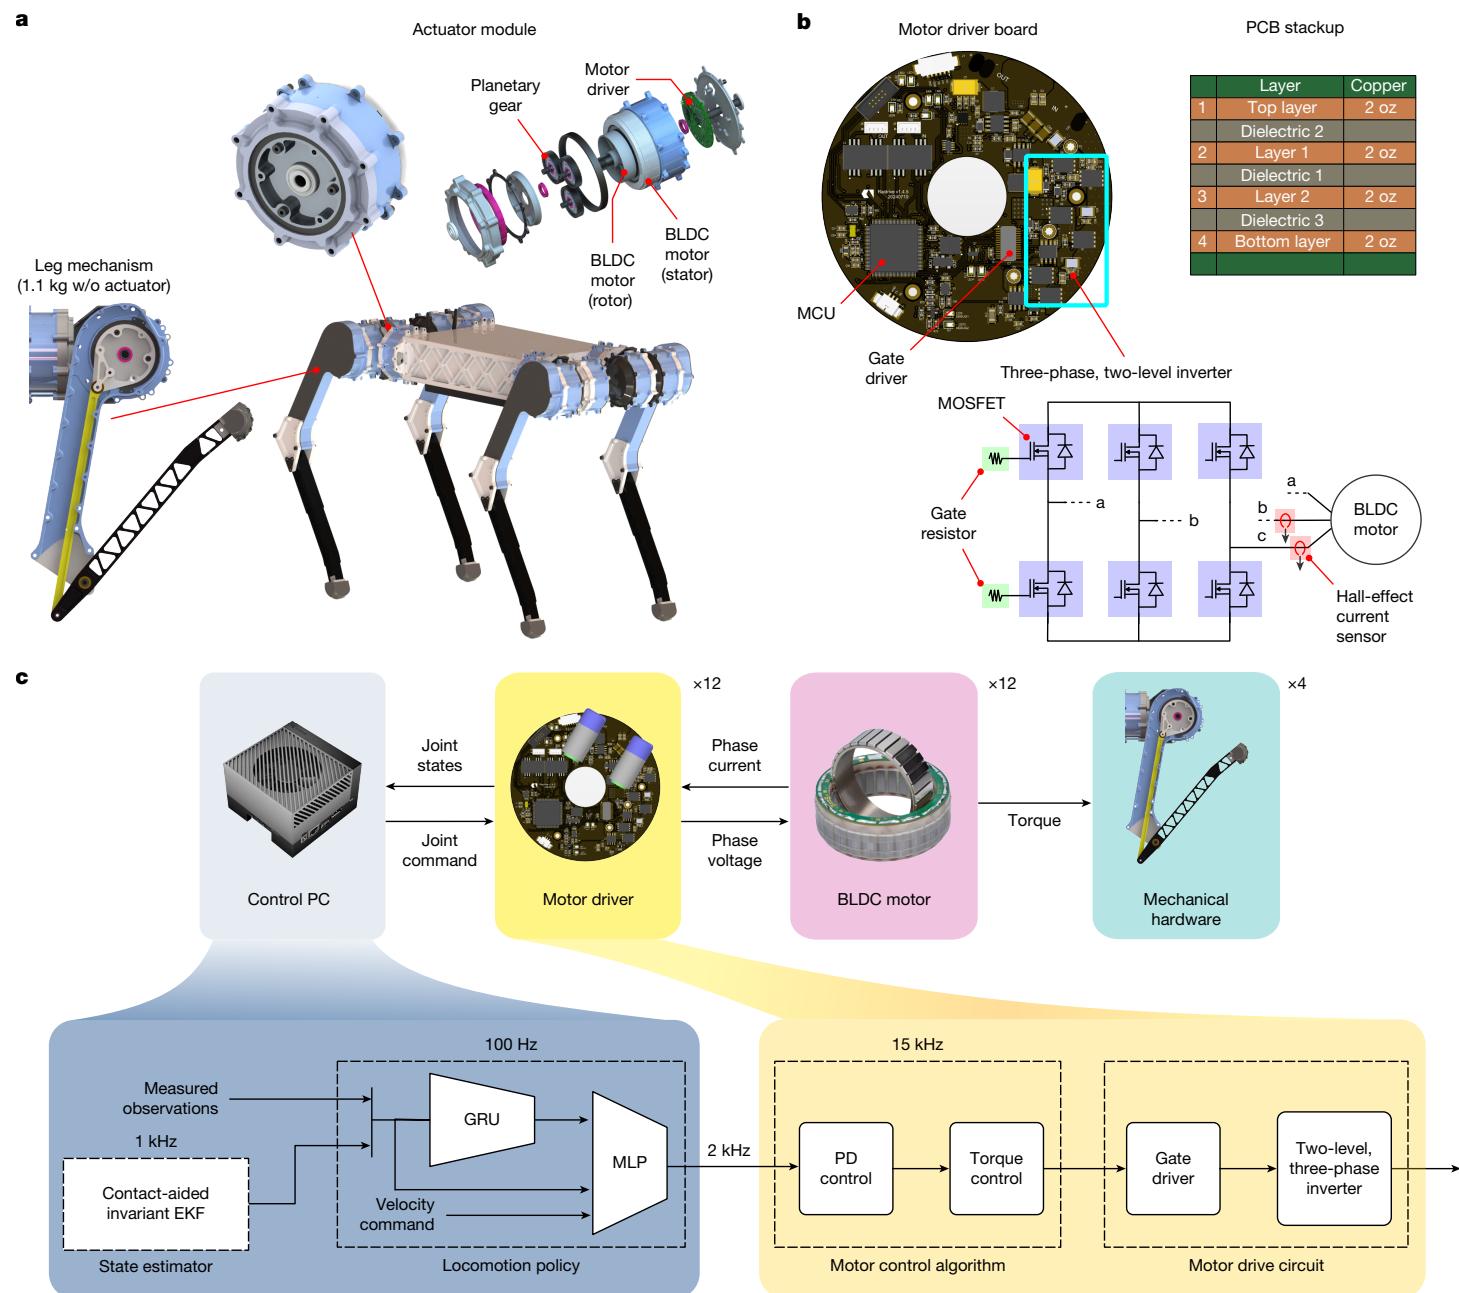 a
Actuator module
Planetary
gear
Motor
driver
BLDC
motor
(rotor)
BLDC
motor
(stator)
Leg mechanism
(1.1 kg w/o actuator)
b
Motor driver board
OUT
IN
MCU
Gate
driver
PCB stackup
Layer Copper
1 Top layer 2 oz
Dielectric 2
2 Layer 1 2 oz
Dielectric 1
3 Layer 2 2 oz
Dielectric 3
4 Bottom layer 2 oz
Three-phase, two-level inverter
MOSFET
Gate
resistor
a
b
a
b
c
BLDC
motor
Hall-effect
current
sensor
c
Control PC
Joint
states
Joint
command
×12
Motor driver
Phase
current
Phase
voltage
×12
BLDC motor
Torque
×4
Mechanical
hardware
100 Hz
Measured
observations
1 kHz
Contact-aided
invariant EKF
State estimator
GRU
MLP
Velocity
command
Locomotion policy
2 kHz
15 kHz
PD
control
Torque
control
Motor control algorithm
Gate
driver
Two-level,
three-phase
inverter
Motor drive circuit